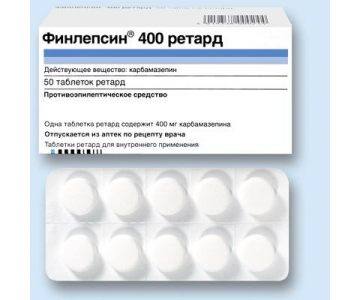 Финлепсин® 400 ретард
Действующее вещество: карбамазепин
50 таблеток ретард
Противоэпилептическое средство
Одна таблетка ретард содержит 400 мг карбамазепина
Отпускается из аптек по рецепту врача
Таблетки ретард для внутреннего применения